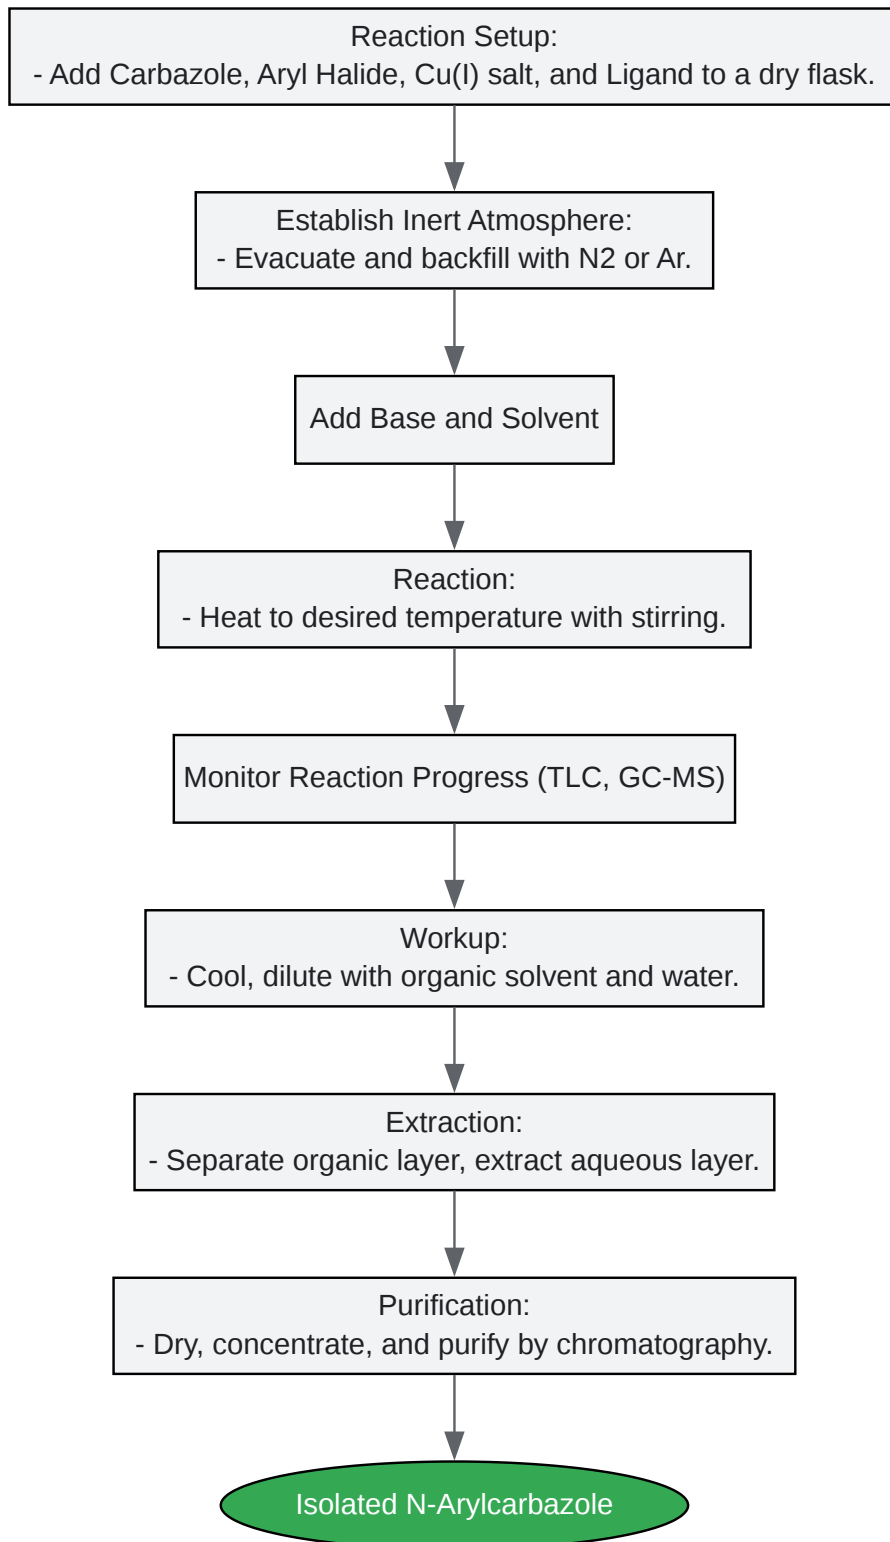 Reaction Setup:
- Add Carbazole, Aryl Halide, Cu(I) salt, and Ligand to a dry flask.
Establish Inert Atmosphere:
- Evacuate and backfill with N2 or Ar.
Add Base and Solvent
Reaction:
- Heat to desired temperature with stirring.
Monitor Reaction Progress (TLC, GC-MS)
Workup:
- Cool, dilute with organic solvent and water.
Extraction:
- Separate organic layer, extract aqueous layer.
Purification:
- Dry, concentrate, and purify by chromatography.
Isolated N-Arylcarbazole